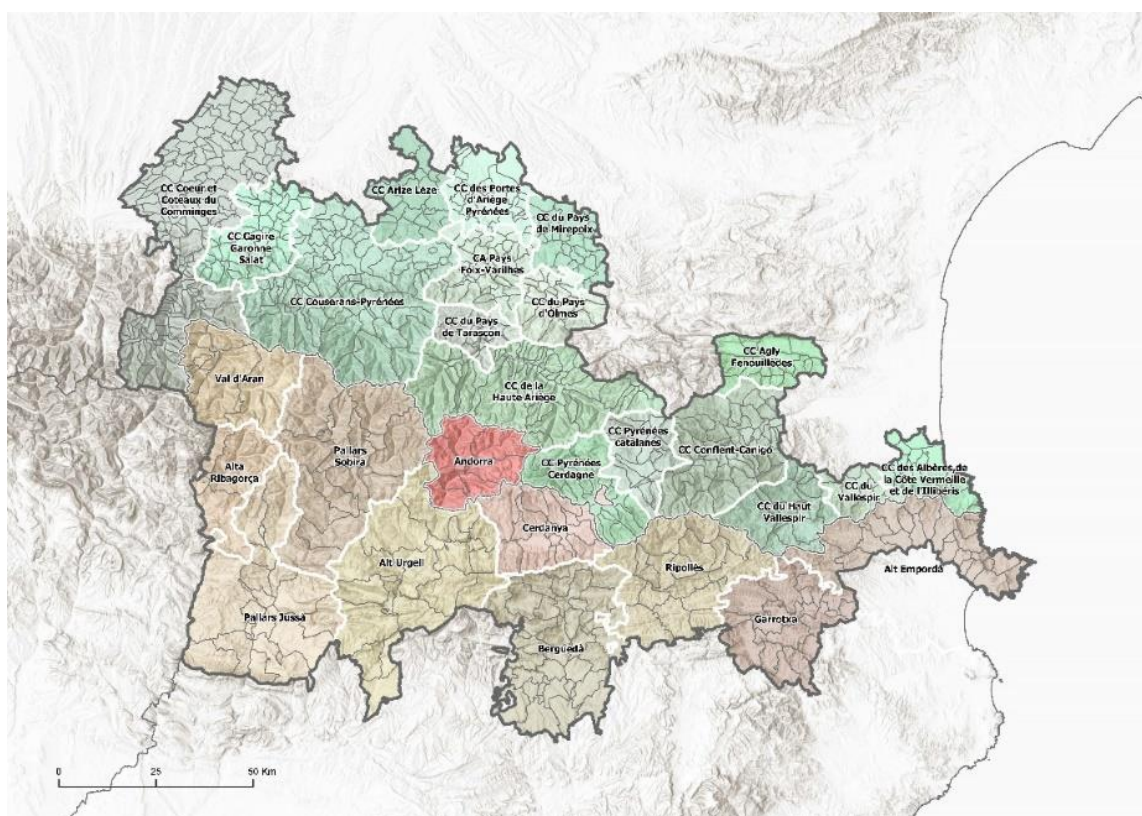 CC Coeur et
Coteaux du
Comminges
CC Cagire
Garonne
Salat
CC Arize Lèze
CC des Portes
d'Ariège
Pyrénées
CC du Pays
de Mirepoix
CA Pays
Foix-Varilhes
CC Couserans-Pyrénées
CC du Pays
d'Olmes
CC du Pays
de Tarascon
CC Agly
Fenouillèdes
Val d'Aran
CC de la
Haute Ariège
CC Pyrénées
catalanes
CC Conflent-Canigó
Pallars
Sobirà
Andorra
CC Pyrénées
Cerdagne
Alta
Ribagorça
CC des Albères,de
la Côte Vermeille
et de l'Illibéris
CC du
Vallespir
CC du Haut
Vallespir
Cerdanya
Alt Urgell
Ripollès
Alt Empordà
Pallars Jussà
Garrotxa
Berguedà
0 25 50 Km